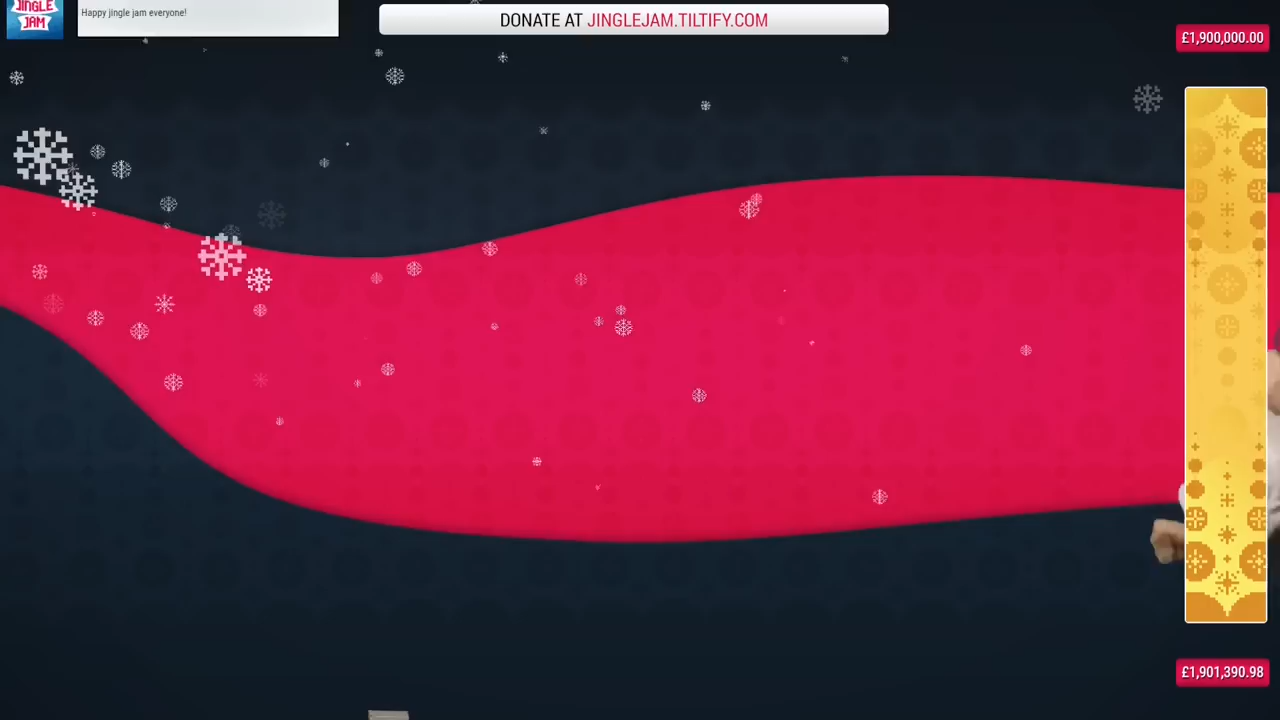 JINGLE
JAM
Happy jingle jam everyone!
DONATE AT JINGLEJAM.TILTIFY.COM
£1,900,000.00
£1,901,390.98